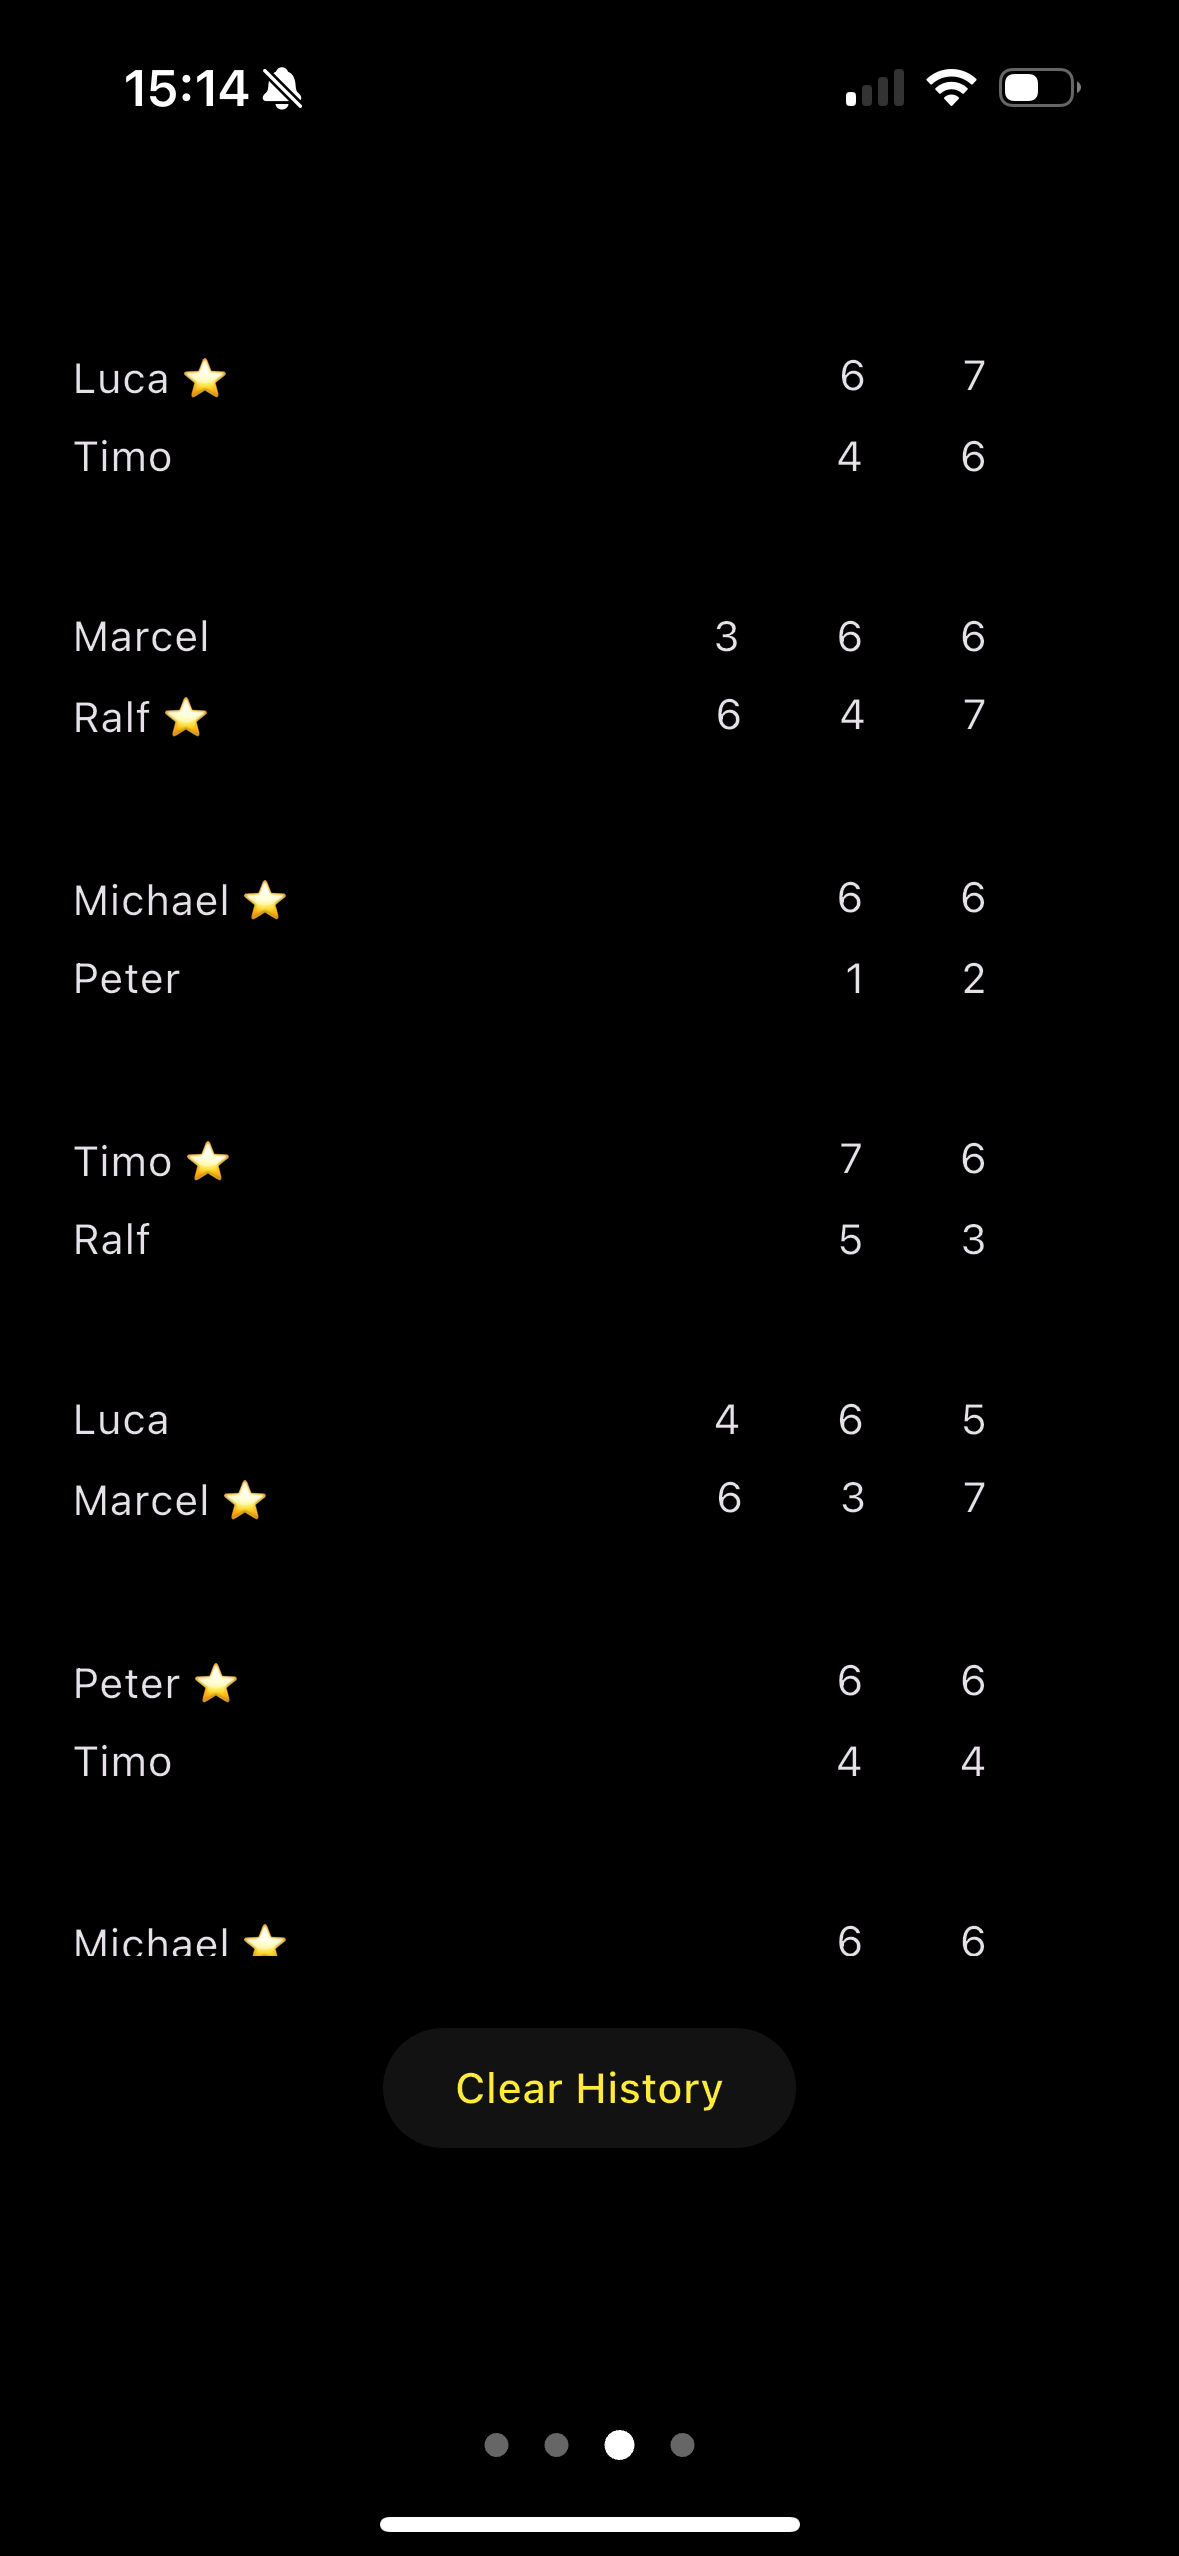 15:14
Luca ⭐ 6 7
Timo 4 6
Marcel 3 6 6
Ralf ⭐ 6 4 7
Michael ⭐ 6 6
Peter 1 2
Timo ⭐ 7 6
Ralf 5 3
Luca 4 6 5
Marcel ⭐ 6 3 7
Peter ⭐ 6 6
Timo 4 4
Michael ⭐ 6 6
Clear History